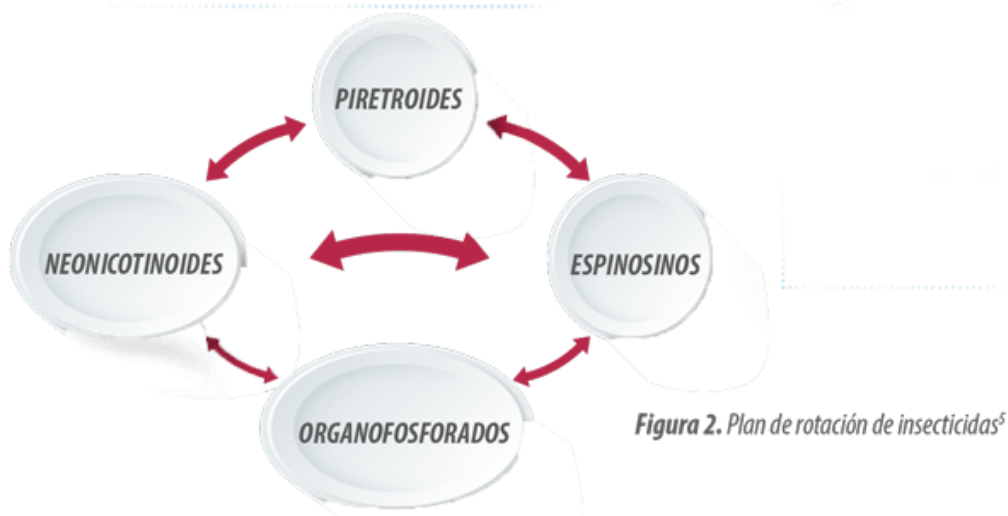 PIRETROIDES
NEONICOTINOIDES
ESPINOSINOS
ORGANOFOSFORADOS
Figura 2. Plan de rotación de insecticidas⁵